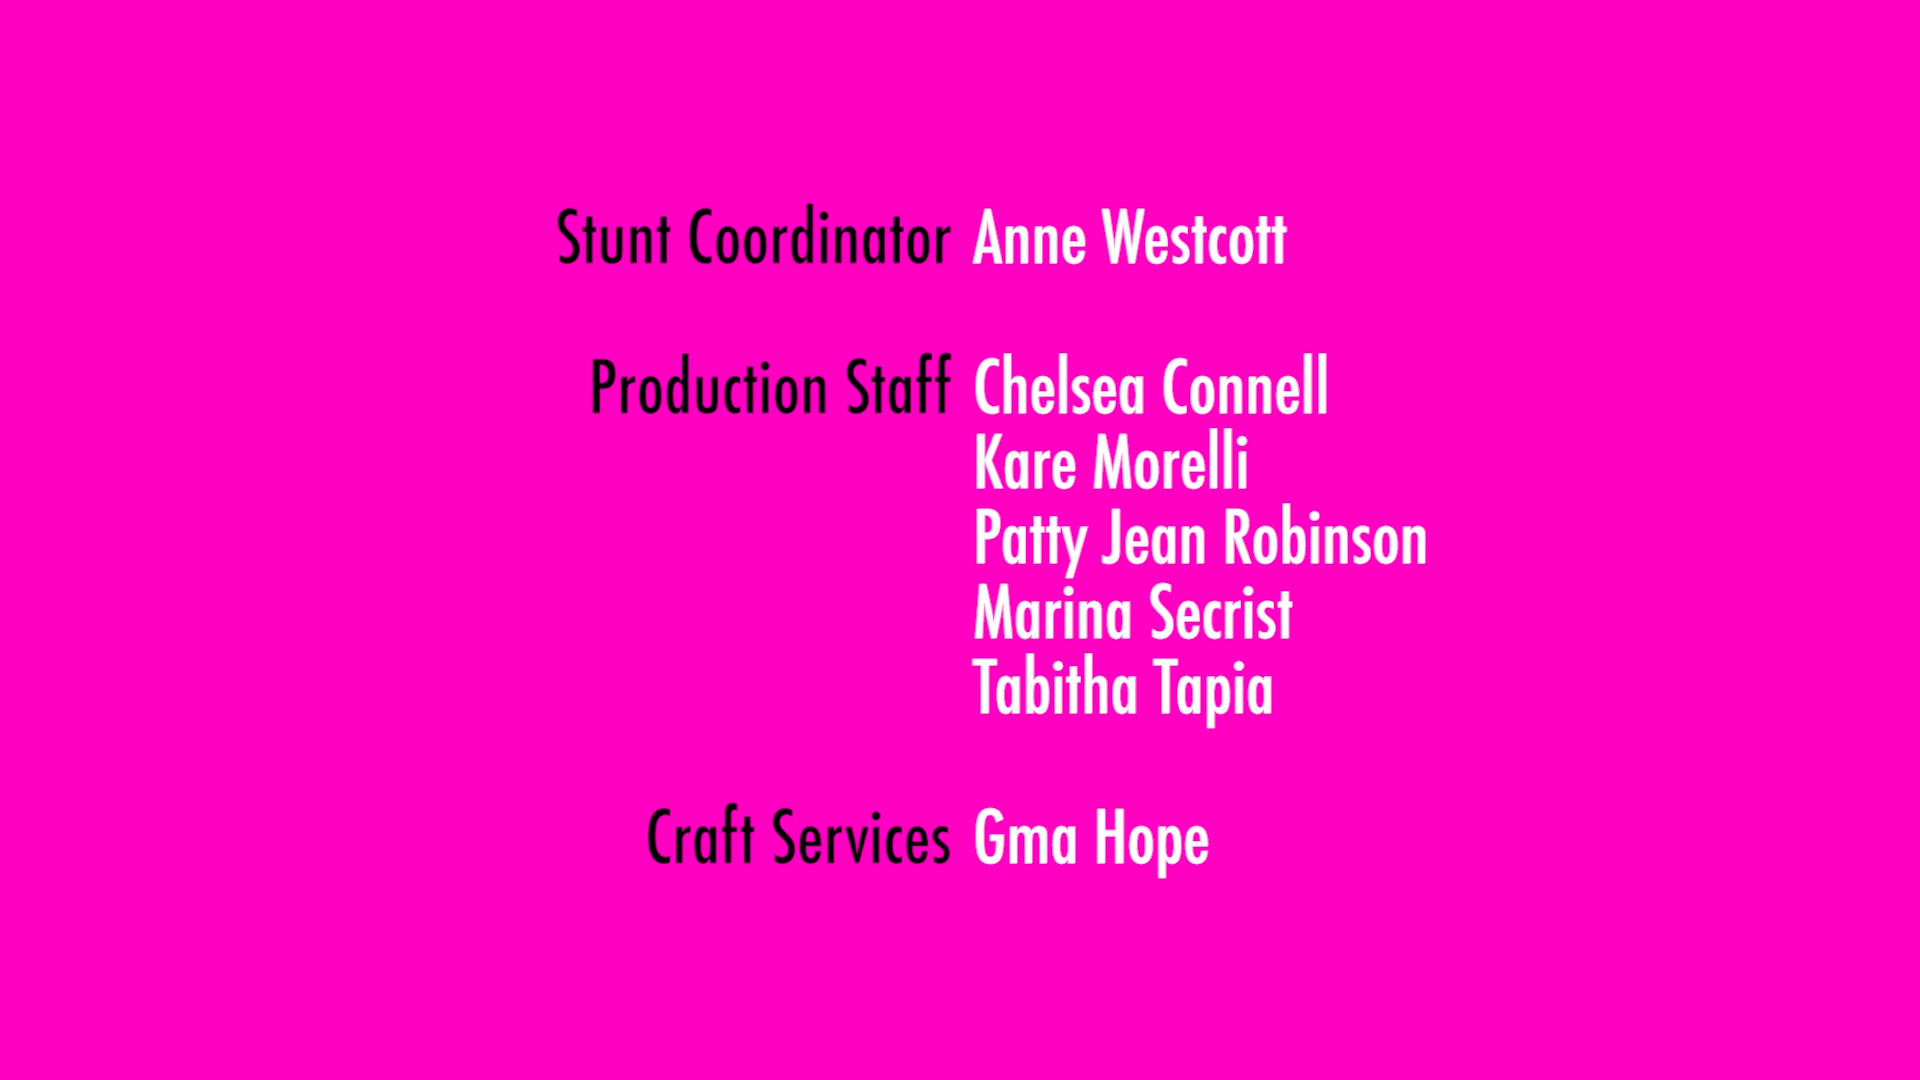 Stunt Coordinator Anne Westcott
Production Staff Chelsea Connell
Kare Morelli
Patty Jean Robinson
Marina Secrist
Tabitha Tapia
Craft Services Gma Hope